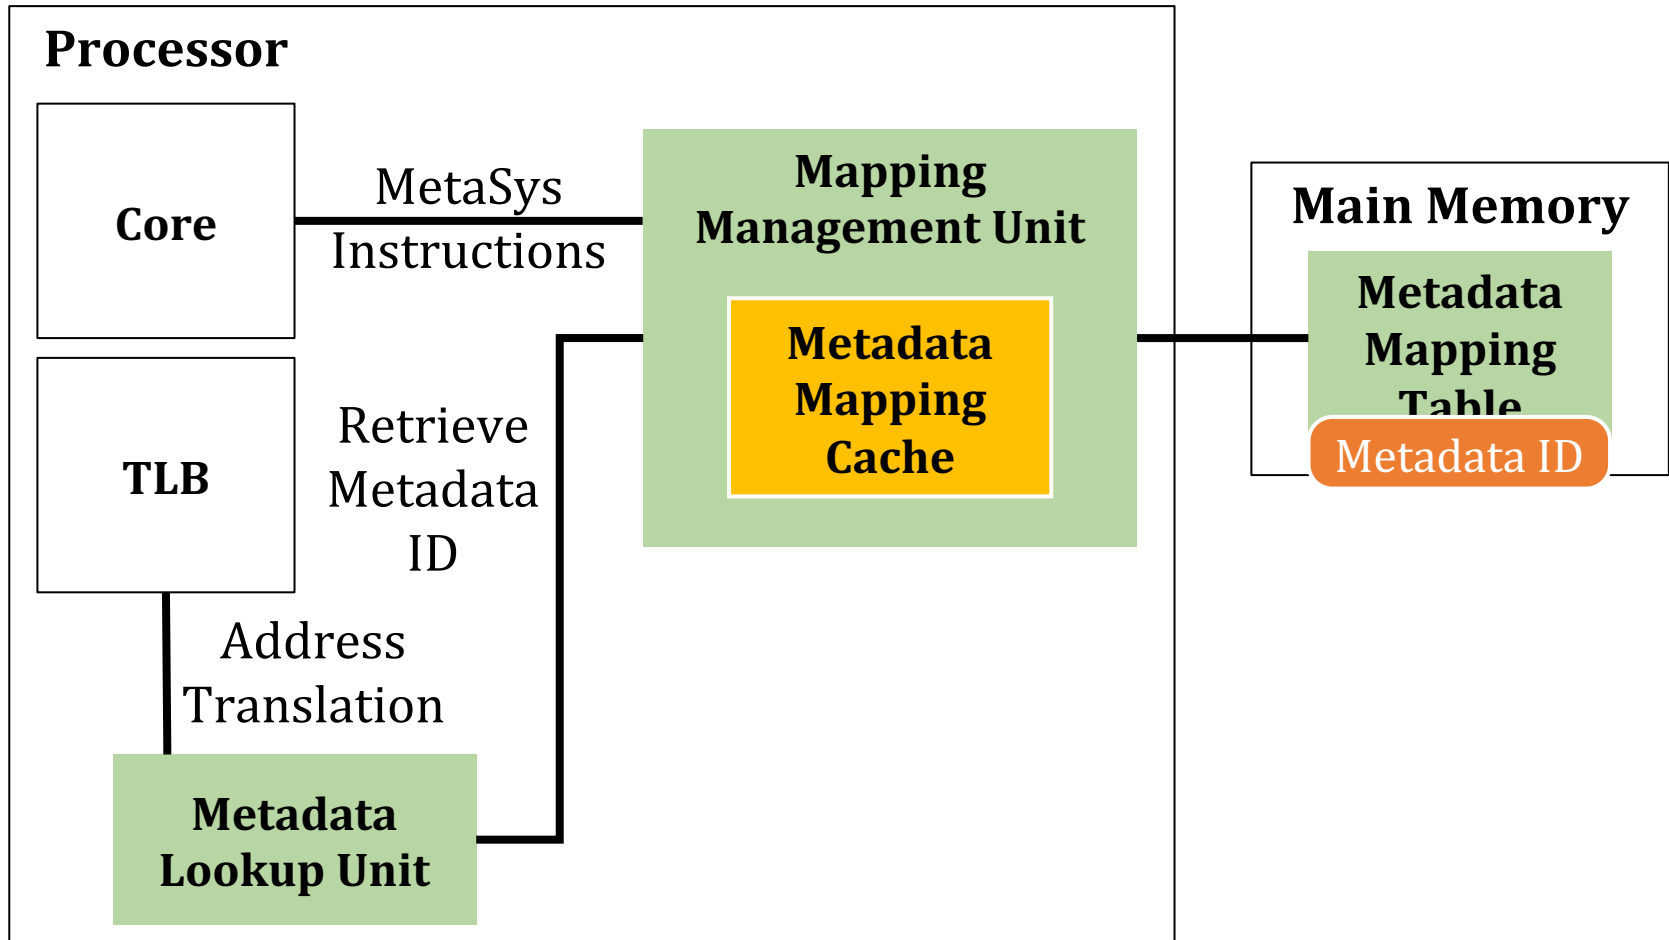 Processor
Core
MetaSys
Instructions
Mapping
Management Unit
Metadata
Mapping
Cache
Main Memory
Metadata
Mapping
Table
Metadata ID
TLB
Retrieve
Metadata
ID
Address
Translation
Metadata
Lookup Unit